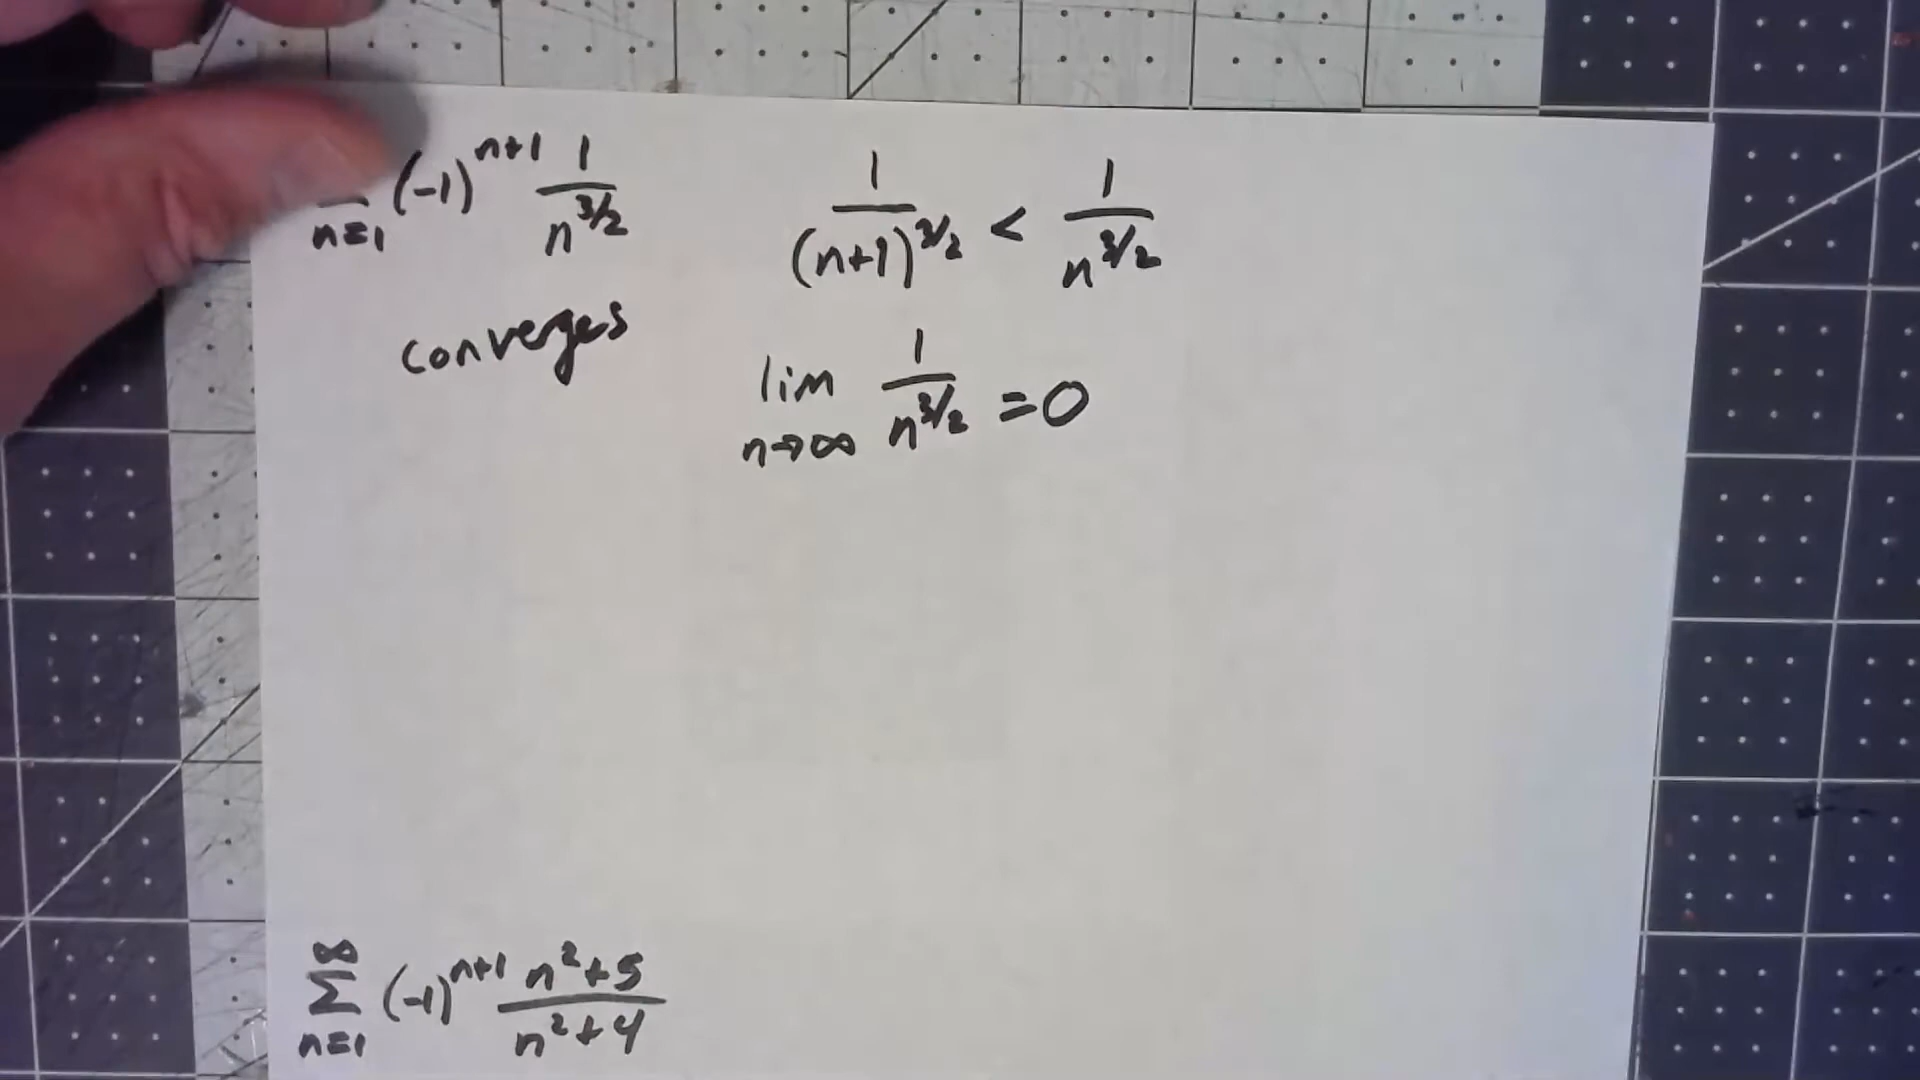 n=1 (-1)^{n+1} 1/n^{3/2}
1/(n+1)^{3/2} < 1/n^{3/2}
converges
lim n→∞ 1/n^{3/2} = 0
∑_{n=1}^{∞} (-1)^{n+1} (n²+5)/(n²+4)